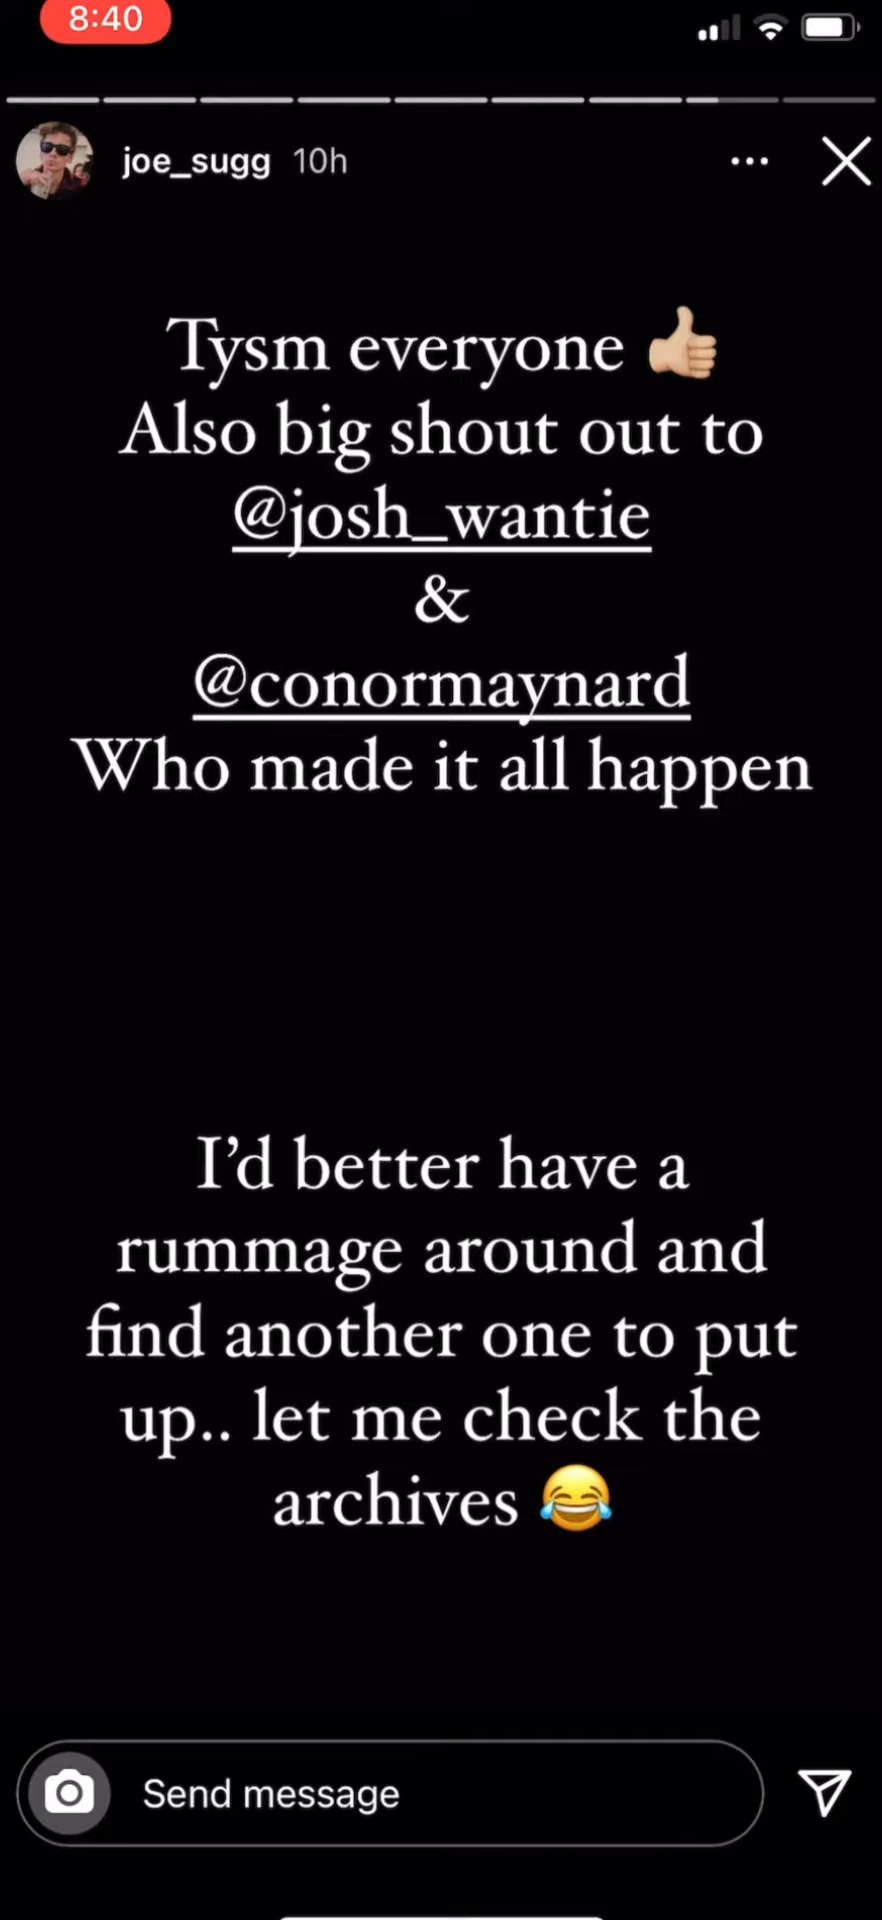 8:40
joe_sugg 10h
Tysm everyone 👍🏼
Also big shout out to
@josh_wantie
&
@conormaynard
Who made it all happen
I’d better have a
rummage around and
find another one to put
up.. let me check the
archives 😂
Send message